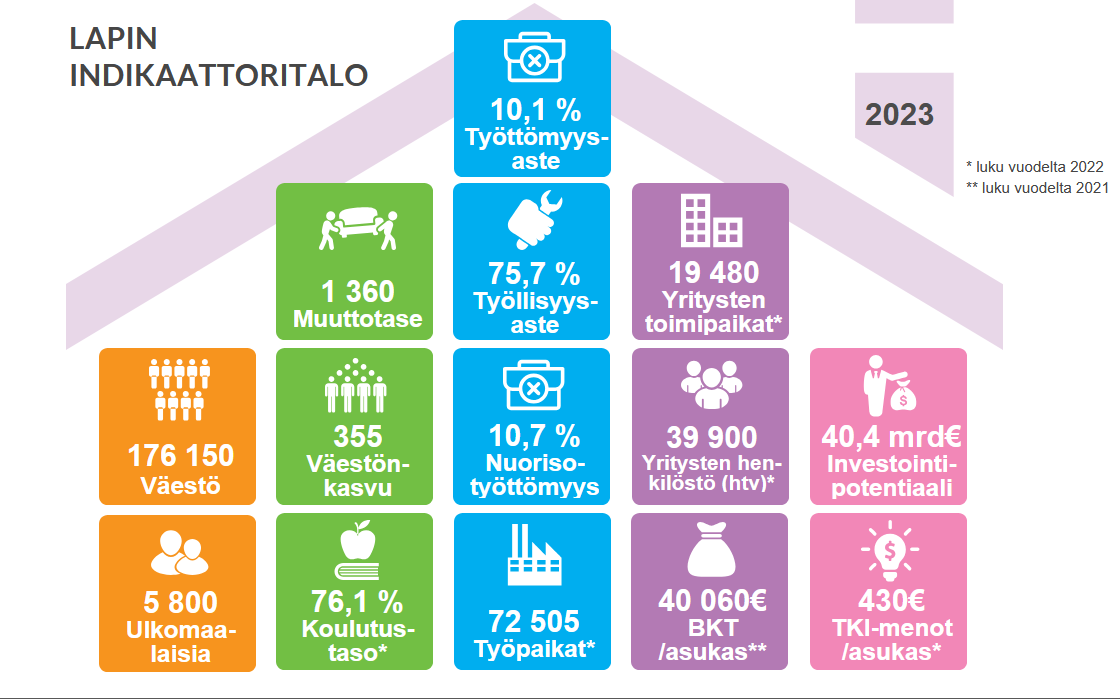 LAPIN
INDIKAATTORITALO
2023
* luku vuodelta 2022
** luku vuodelta 2021
10,1 %
Työttömyys-
aste
1 360
Muuttotase
75,7 %
Työllisyys-
aste
19 480
Yritysten
toimipaikat*
176 150
Väestö
355
Väestön-
kasvu
10,7 %
Nuoriso-
työttömyys
39 900
Yritysten hen-
kilöstö (htv)*
40,4 mrd€
Investointi-
potentiaali
5 800
Ulkomaa-
laisia
76,1 %
Koulutus-
taso*
72 505
Työpaikat*
40 060€
BKT
/asukas**
430€
TKI-menot
/asukas*